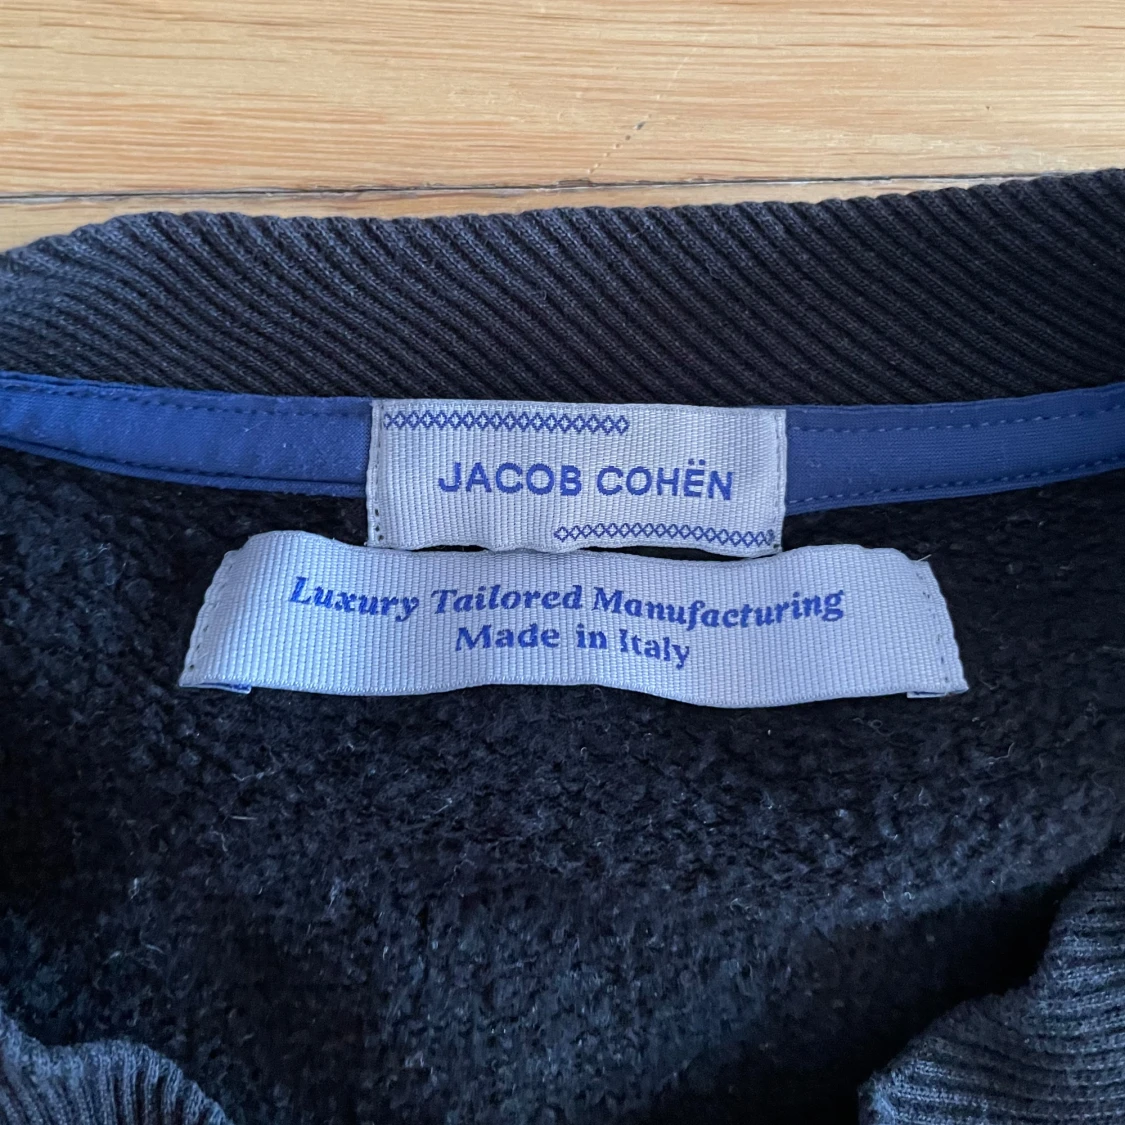 JACOB COHËN
Luxury Tailored Manufacturing
Made in Italy